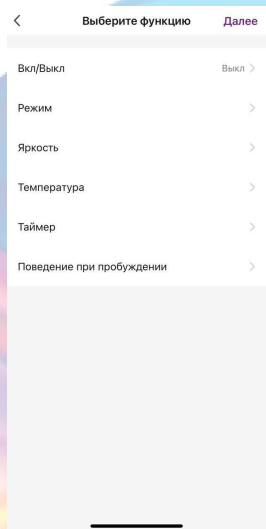 Выберите функцию Далее
Вкл/Выкл Выкл
Режим
Яркость
Температура
Таймер
Поведение при пробуждении